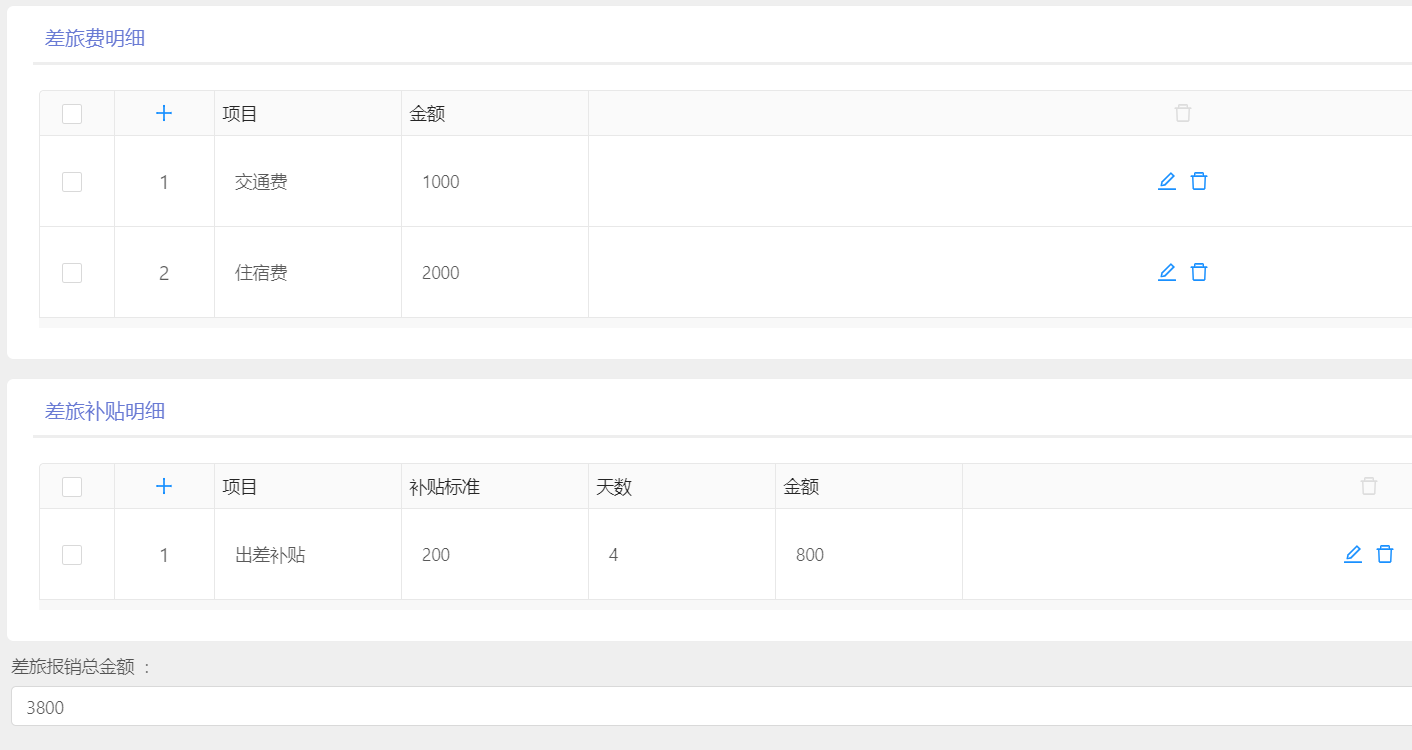 差旅费明细
项目 金额
1 交通费 1000
2 住宿费 2000
差旅补贴明细
项目 补贴标准 天数 金额
1 出差补贴 200 4 800
差旅报销总金额 ：
3800